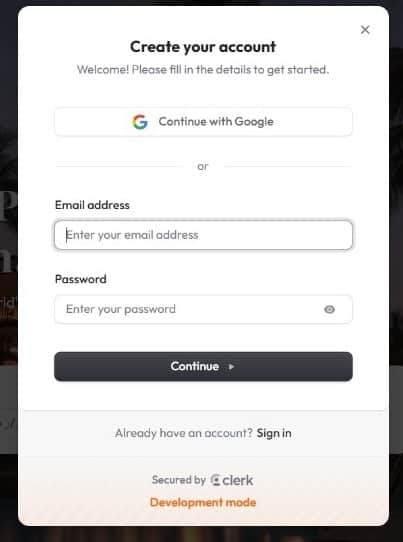 Create your account
Welcome! Please fill in the details to get started.
Continue with Google
or
Email address
Enter your email address
Password
Enter your password
Continue
Already have an account? Sign in
Secured by clerk
Development mode